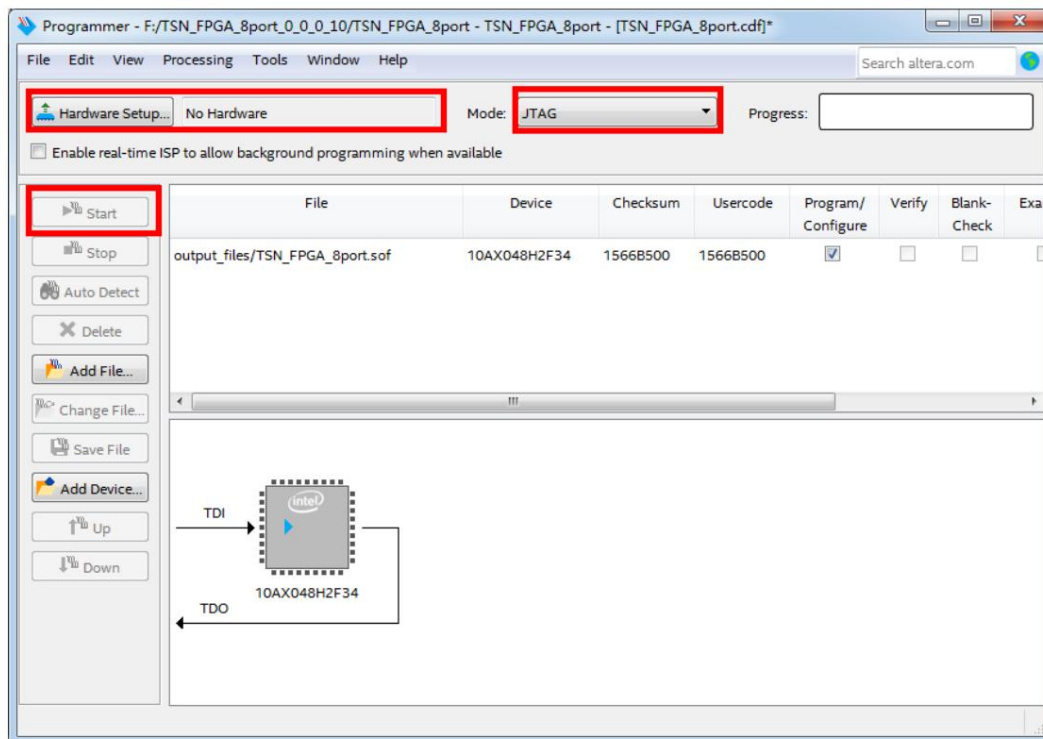 Programmer - F:/TSN_FPGA_8port_0_0_0_10/TSN_FPGA_8port - TSN_FPGA_8port - [TSN_FPGA_8port.cdf]*
File Edit View Processing Tools Window Help
Search altera.com
Hardware Setup... No Hardware
Mode: JTAG
Progress:
Enable real-time ISP to allow background programming when available
Start
Stop
Auto Detect
Delete
Add File...
Change File...
Save File
Add Device...
Up
Down
File Device Checksum Usercode Program/ Verify Blank- Exa
Configure Check
output_files/TSN_FPGA_8port.sof 10AX048H2F34 1566B500 1566B500
TDI
intel
10AX048H2F34
TDO